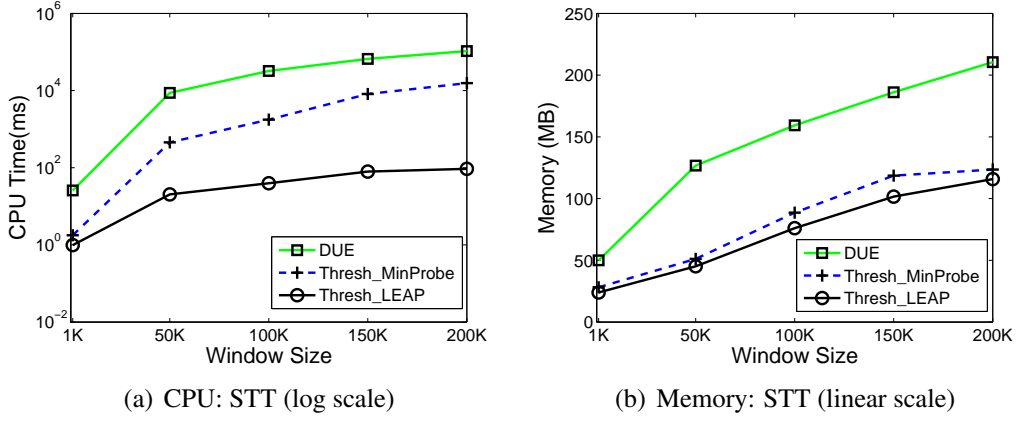 10^6
10^4
10^2
10^0
10^-2
CPU Time(ms)
DUE
Thresh_MinProbe
Thresh_LEAP
1K 50K 100K 150K 200K
Window Size
(a) CPU: STT (log scale)
250
200
150
100
50
0
Memory (MB)
DUE
Thresh_MinProbe
Thresh_LEAP
1K 50K 100K 150K 200K
Window Size
(b) Memory: STT (linear scale)